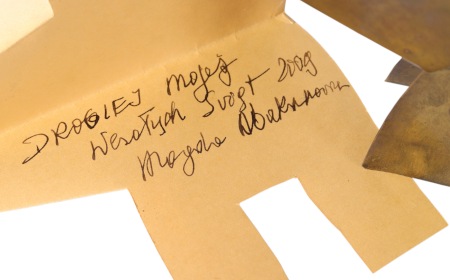 DROGIEJ Mojej
Wesołych Świąt 2009
Magda